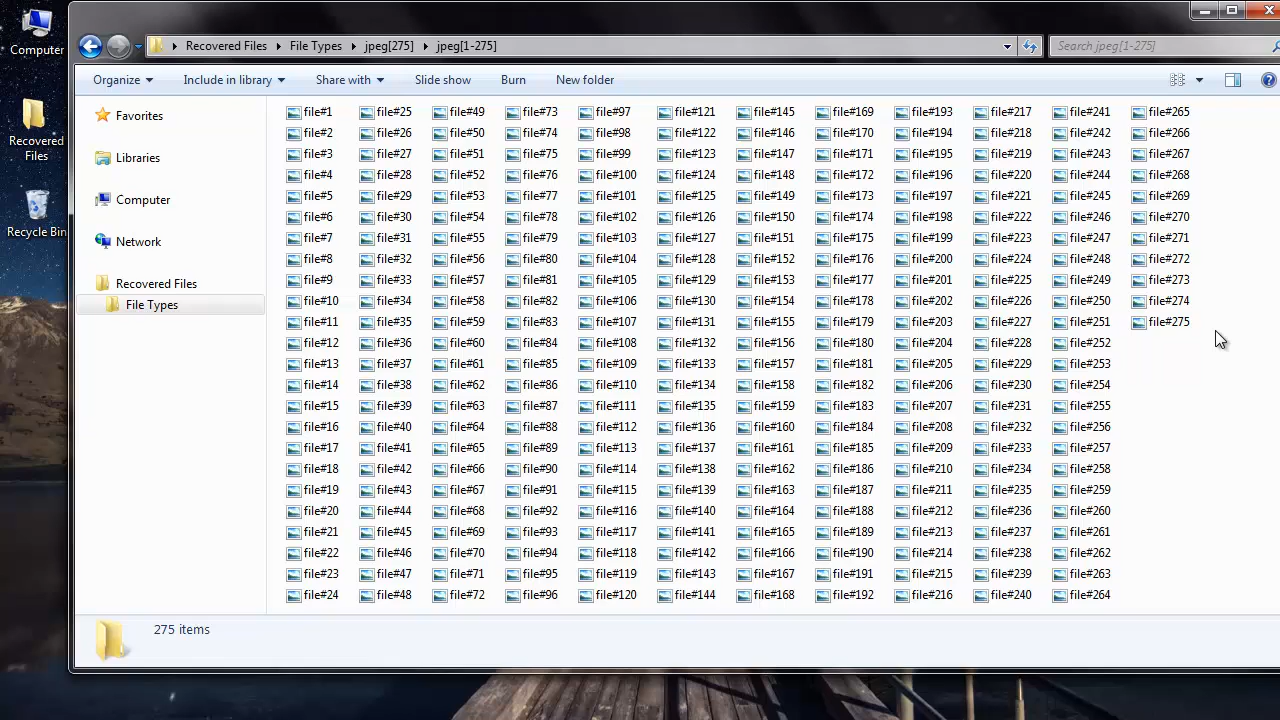 Computer
Recovered
Files
Recycle Bin
Recovered Files File Types jpeg[275] jpeg[1-275]
Search jpeg[1-275]
Organize Include in library Share with Slide show Burn New folder
Favorites
Libraries
Computer
Network
Recovered Files
File Types
file#1 file#25 file#49 file#73 file#97 file#121 file#145 file#169 file#193 file#217 file#241 file#265
file#2 file#26 file#50 file#74 file#98 file#122 file#146 file#170 file#194 file#218 file#242 file#266
file#3 file#27 file#51 file#75 file#99 file#123 file#147 file#171 file#195 file#219 file#243 file#267
file#4 file#28 file#52 file#76 file#100 file#124 file#148 file#172 file#196 file#220 file#244 file#268
file#5 file#29 file#53 file#77 file#101 file#125 file#149 file#173 file#197 file#221 file#245 file#269
file#6 file#30 file#54 file#78 file#102 file#126 file#150 file#174 file#198 file#222 file#246 file#270
file#7 file#31 file#55 file#79 file#103 file#127 file#151 file#175 file#199 file#223 file#247 file#271
file#8 file#32 file#56 file#80 file#104 file#128 file#152 file#176 file#200 file#224 file#248 file#272
file#9 file#33 file#57 file#81 file#105 file#129 file#153 file#177 file#201 file#225 file#249 file#273
file#10 file#34 file#58 file#82 file#106 file#130 file#154 file#178 file#202 file#226 file#250 file#274
file#11 file#35 file#59 file#83 file#107 file#131 file#155 file#179 file#203 file#227 file#251 file#275
file#12 file#36 file#60 file#84 file#108 file#132 file#156 file#180 file#204 file#228 file#252
file#13 file#37 file#61 file#85 file#109 file#133 file#157 file#181 file#205 file#229 file#253
file#14 file#38 file#62 file#86 file#110 file#134 file#158 file#182 file#206 file#230 file#254
file#15 file#39 file#63 file#87 file#111 file#135 file#159 file#183 file#207 file#231 file#255
file#16 file#40 file#64 file#88 file#112 file#136 file#160 file#184 file#208 file#232 file#256
file#17 file#41 file#65 file#89 file#113 file#137 file#161 file#185 file#209 file#233 file#257
file#18 file#42 file#66 file#90 file#114 file#138 file#162 file#186 file#210 file#234 file#258
file#19 file#43 file#67 file#91 file#115 file#139 file#163 file#187 file#211 file#235 file#259
file#20 file#44 file#68 file#92 file#116 file#140 file#164 file#188 file#212 file#236 file#260
file#21 file#45 file#69 file#93 file#117 file#141 file#165 file#189 file#213 file#237 file#261
file#22 file#46 file#70 file#94 file#118 file#142 file#166 file#190 file#214 file#238 file#262
file#23 file#47 file#71 file#95 file#119 file#143 file#167 file#191 file#215 file#239 file#263
file#24 file#48 file#72 file#96 file#120 file#144 file#168 file#192 file#216 file#240 file#264
275 items